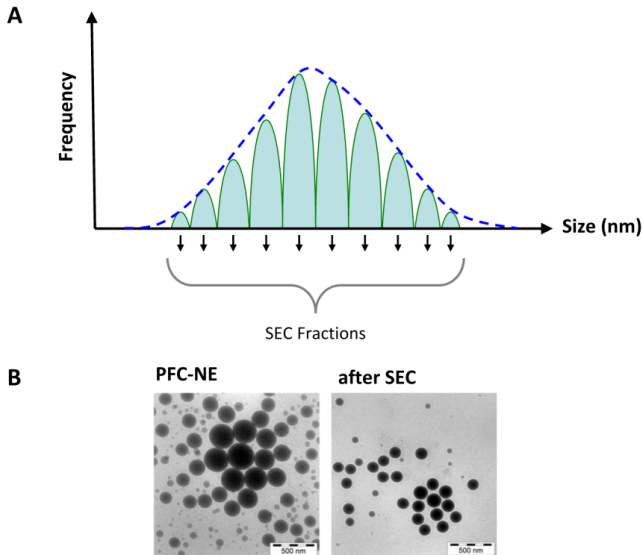 A
Frequency
Size (nm)
SEC Fractions
B
PFC-NE
after SEC
500 nm
500 nm